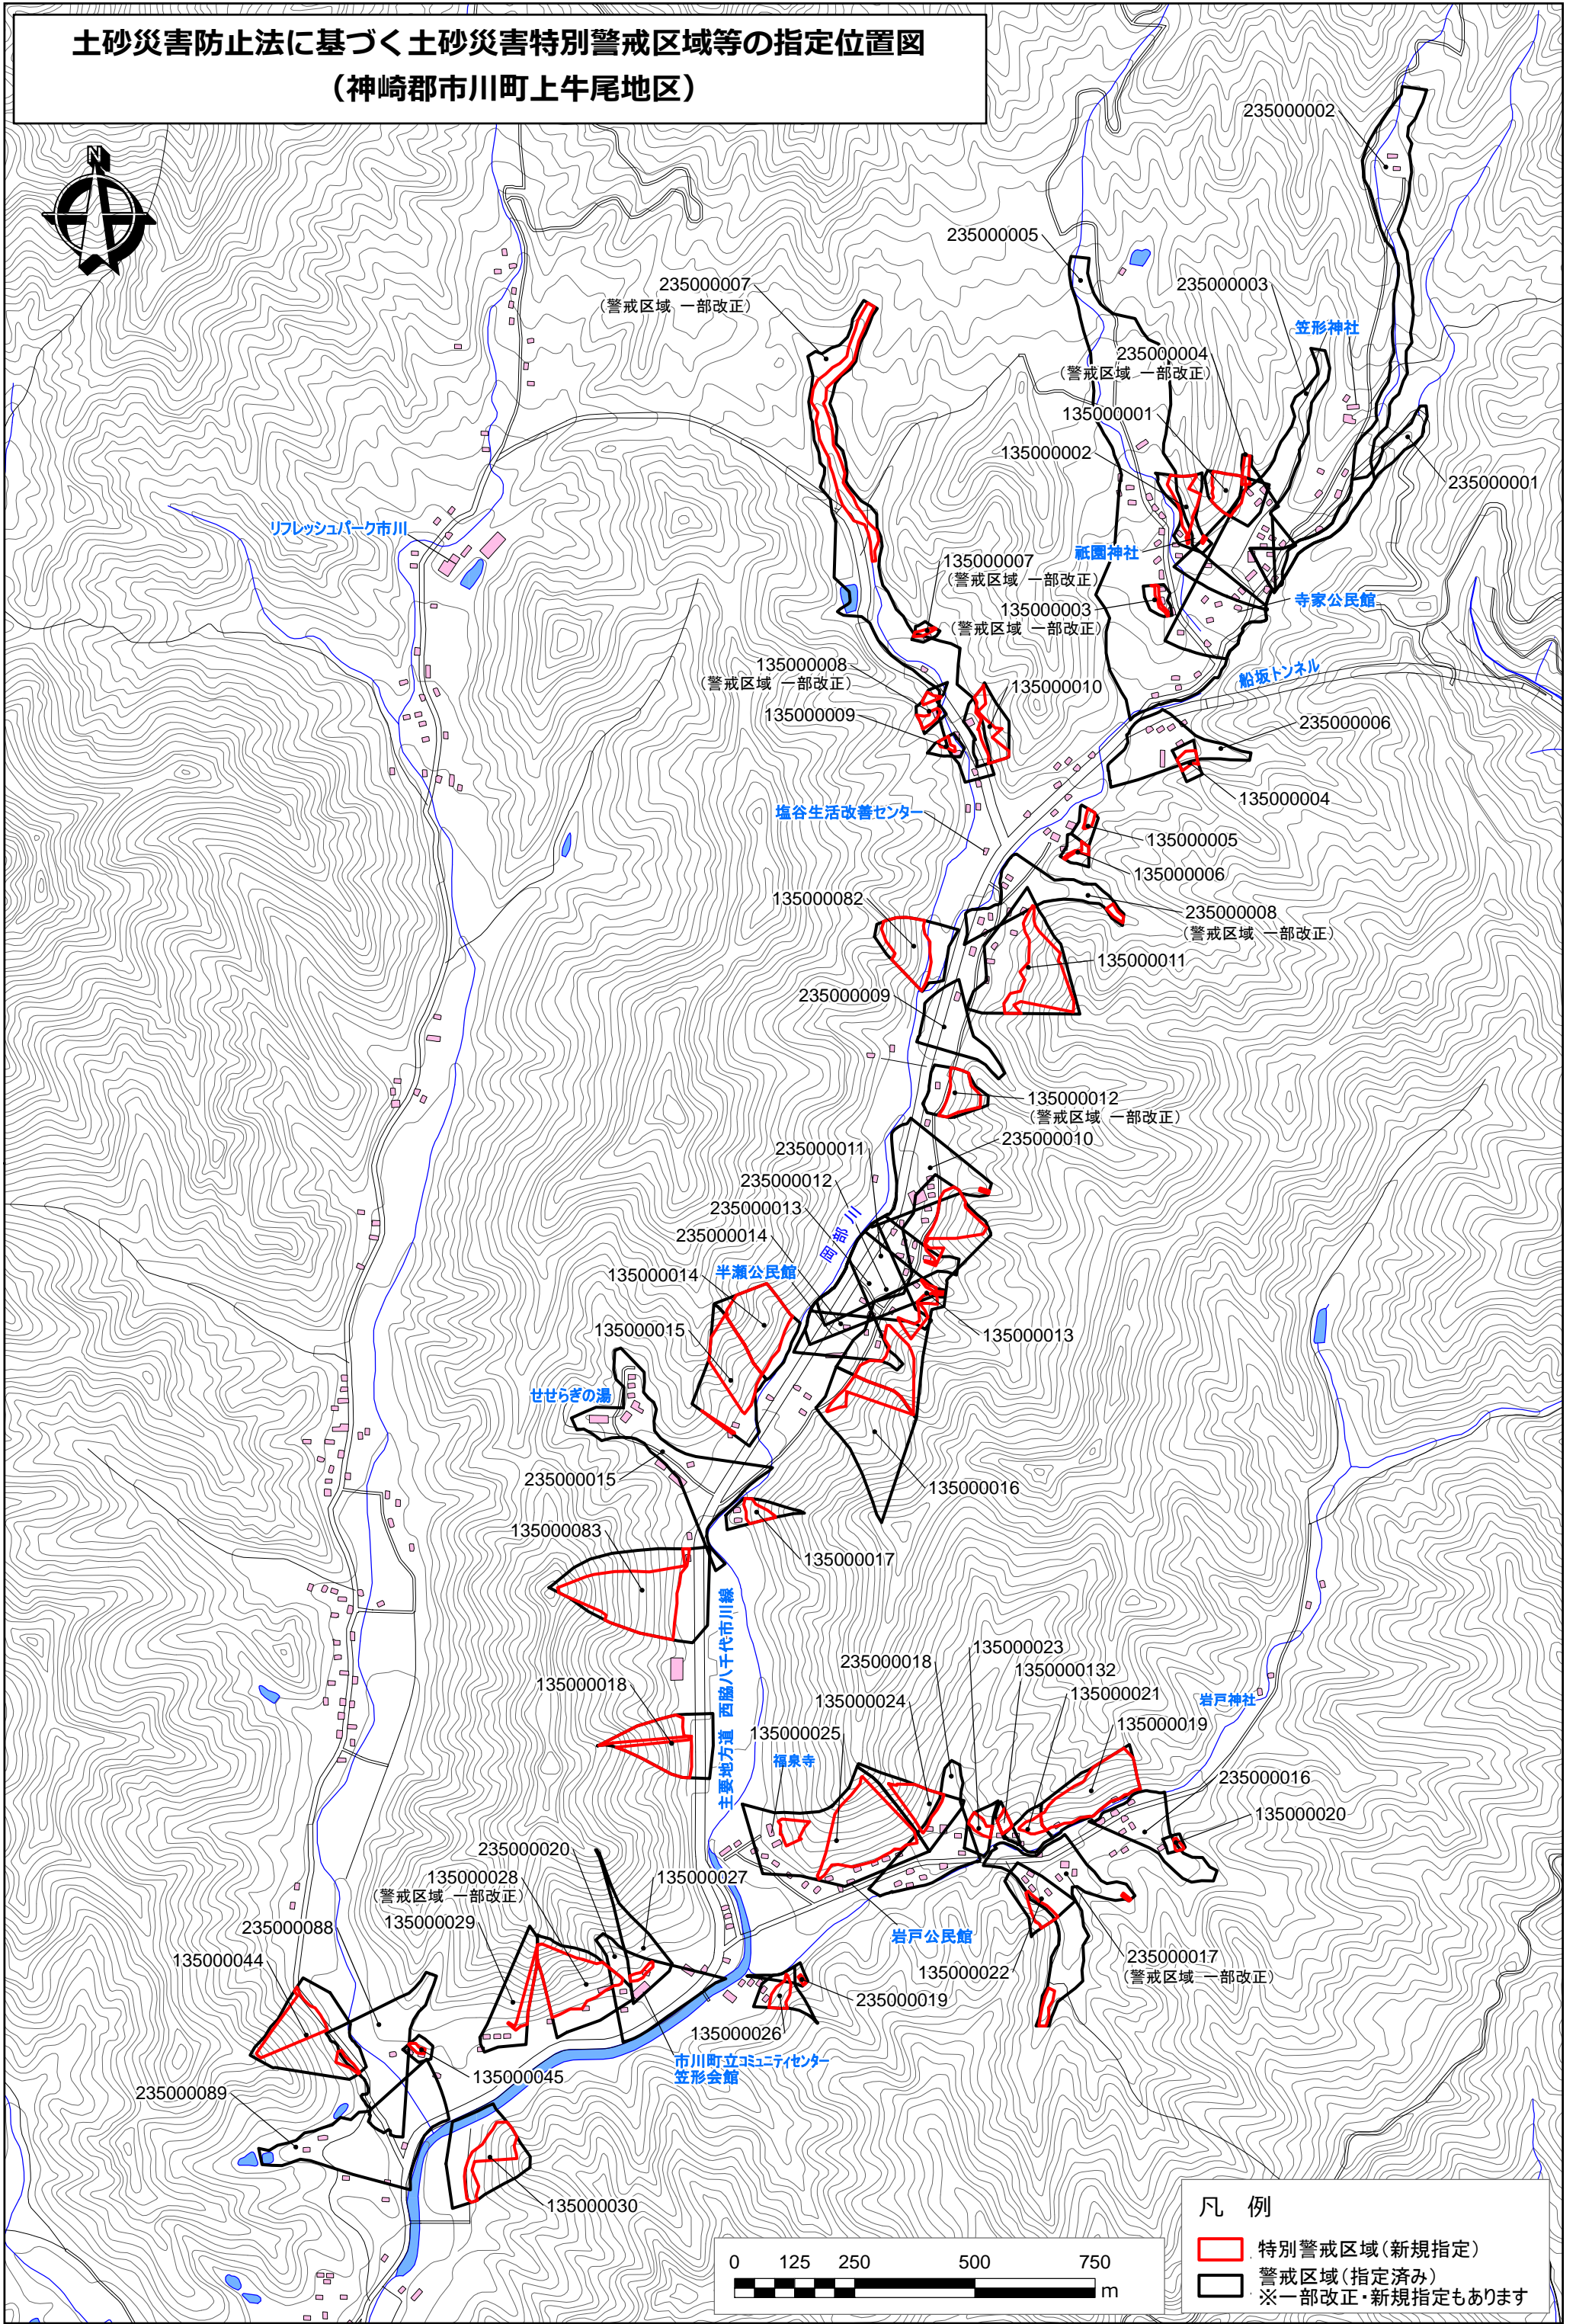 土砂災害防止法に基づく土砂災害特別警戒区域等の指定位置図
（神崎郡市川町上牛尾地区）
N
235000002
235000005
235000007
（警戒区域 一部改正）
235000003
笠形神社
235000004
（警戒区域 一部改正）
135000001
135000002
235000001
リフレッシュパーク市川
祇園神社
135000007
（警戒区域 一部改正）
135000003
（警戒区域 一部改正）
寺家公民館
135000008
（警戒区域 一部改正）
船坂トンネル
135000010
135000009
235000006
135000004
塩谷生活改善センター
135000005
135000006
135000082
235000008
（警戒区域 一部改正）
135000011
235000009
135000012
（警戒区域 一部改正）
235000010
235000011
235000012
235000013
岡部川
235000014
135000014
半瀬公民館
135000015
135000013
せせらぎの湯
235000015
135000016
135000083
135000017
主要地方道 西脇八千代市川線
135000023
235000018
1350000132
135000018
135000024
135000021
岩戸神社
135000019
135000025
福泉寺
235000016
135000020
235000020
135000028
（警戒区域 一部改正）
135000027
135000029
235000088
岩戸公民館
135000044
235000017
（警戒区域 一部改正）
135000022
235000019
135000026
市川町立コミュニティセンター
笠形会館
135000045
235000089
135000030
凡 例
特別警戒区域（新規指定）
警戒区域（指定済み）
※一部改正・新規指定もあります
0 125 250 500 750
m